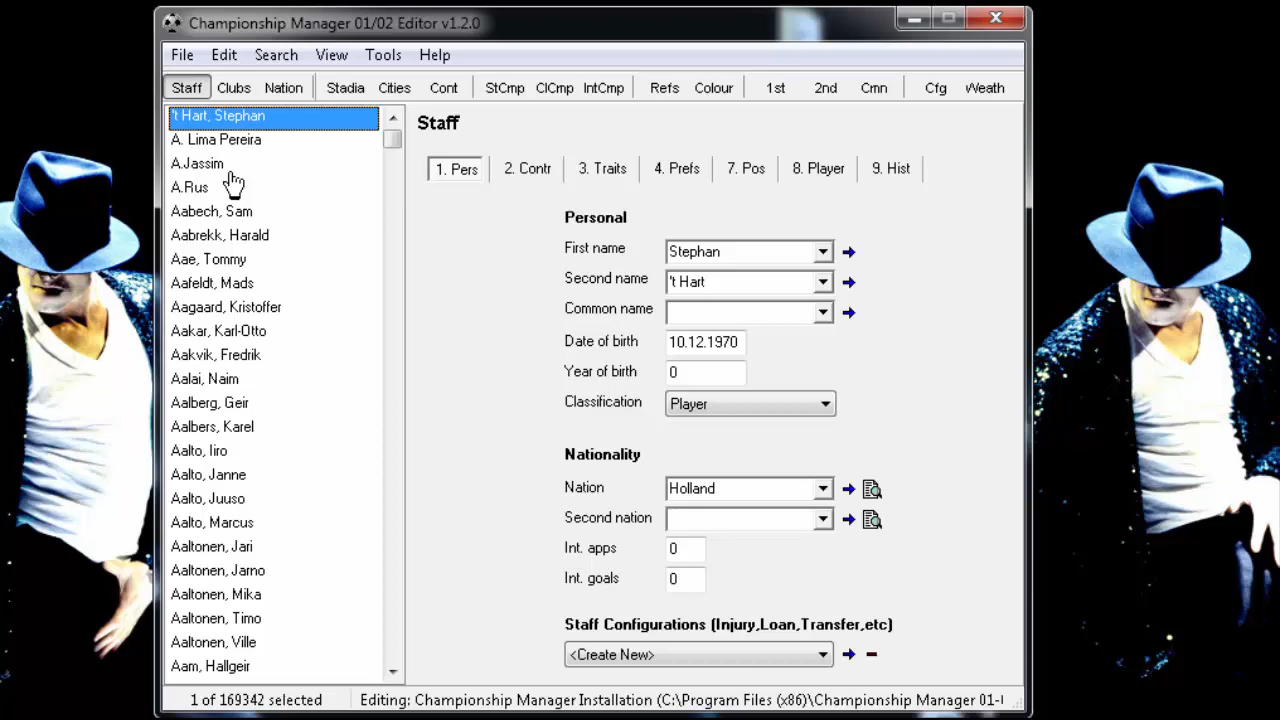 Championship Manager 01/02 Editor v1.2.0
File Edit Search View Tools Help
Staff Clubs Nation Stadia Cities Cont StCmp ClCmp IntCmp Refs Colour 1st 2nd Cmn Cfg Weath
't Hart, Stephan
A. Lima Pereira
A.Jassim
A.Rus
Aabech, Sam
Aabrekk, Harald
Aae, Tommy
Aafeldt, Mads
Aagaard, Kristoffer
Aakar, Karl-Otto
Aakvik, Fredrik
Aalai, Naim
Aalberg, Geir
Aalbers, Karel
Aalto, Iiro
Aalto, Janne
Aalto, Juuso
Aalto, Marcus
Aaltonen, Jari
Aaltonen, Jarno
Aaltonen, Mika
Aaltonen, Timo
Aaltonen, Ville
Aam, Hallgeir
Staff
1. Pers 2. Contr 3. Traits 4. Prefs 7. Pos 8. Player 9. Hist
Personal
First name Stephan
Second name 't Hart
Common name
Date of birth 10.12.1970
Year of birth 0
Classification Player
Nationality
Nation Holland
Second nation
Int. apps 0
Int. goals 0
Staff Configurations (Injury,Loan,Transfer,etc)
<Create New>
1 of 169342 selected Editing: Championship Manager Installation (C:\Program Files (x86)\Championship Manager 01-